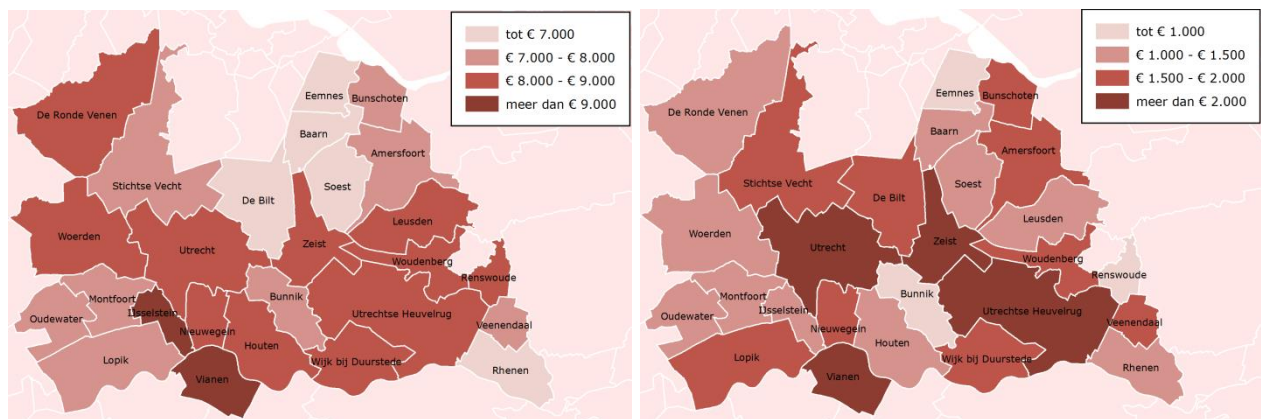 tot € 7.000
€ 7.000 - € 8.000
€ 8.000 - € 9.000
meer dan € 9.000
Eemnes
Bunschoten
De Ronde Venen
Baarn
Amersfoort
Stichtse Vecht
Soest
De Bilt
Leusden
Woerden
Utrecht
Zeist
Woudenberg
Renswoude
Montfoort
Bunnik
IJsselstein
Utrechtse Heuvelrug
Oudewater
Nieuwegein
Veenendaal
Houten
Lopik
Wijk bij Duurstede
Rhenen
Vianen
tot € 1.000
€ 1.000 - € 1.500
€ 1.500 - € 2.000
meer dan € 2.000
Eemnes
Bunschoten
De Ronde Venen
Baarn
Amersfoort
Stichtse Vecht
Soest
De Bilt
Leusden
Woerden
Utrecht
Zeist
Woudenberg
Renswoude
Montfoort
Bunnik
IJsselstein
Utrechtse Heuvelrug
Oudewater
Nieuwegein
Veenendaal
Houten
Lopik
Wijk bij Duurstede
Rhenen
Vianen